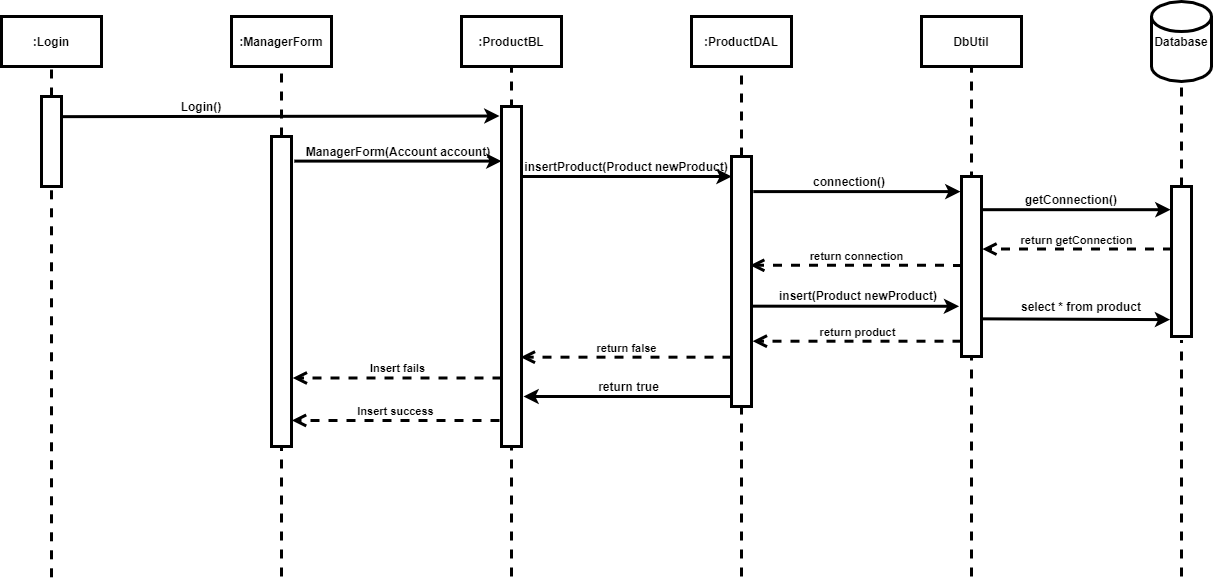 :Login
:ManagerForm
:ProductBL
:ProductDAL
DbUtil
Database
Login()
ManagerForm(Account account)
insertProduct(Product newProduct)
connection()
getConnection()
return getConnection
return connection
insert(Product newProduct)
select * from product
return product
return false
Insert fails
return true
Insert success